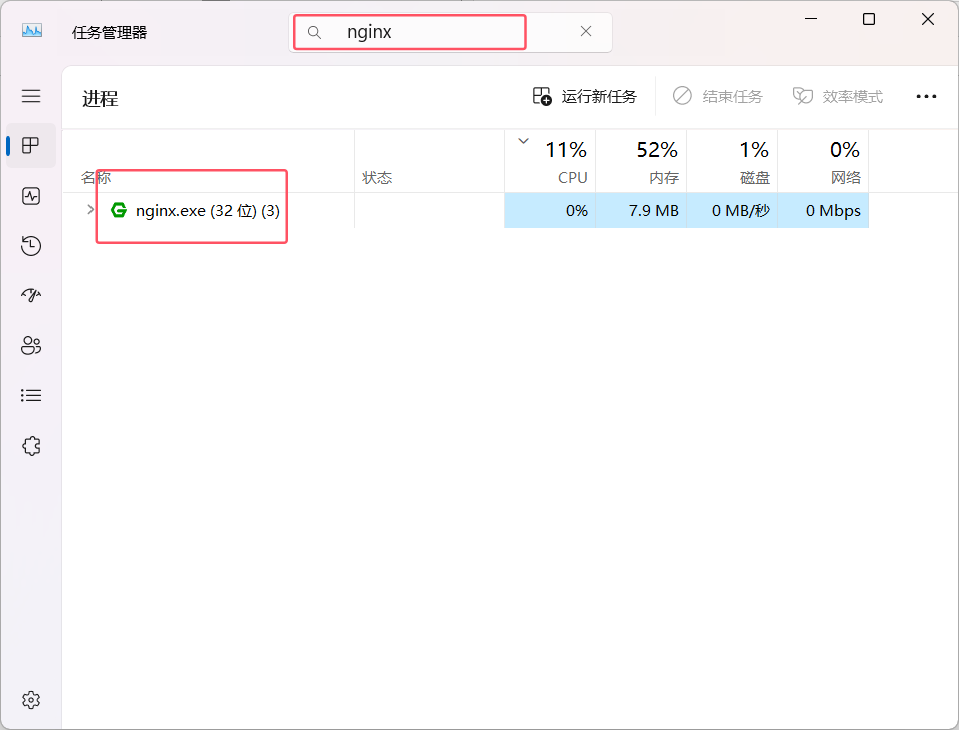 任务管理器
nginx
进程
运行新任务
结束任务
效率模式
11% 52% 1% 0%
名称 状态 CPU 内存 磁盘 网络
nginx.exe (32 位) (3) 0% 7.9 MB 0 MB/秒 0 Mbps